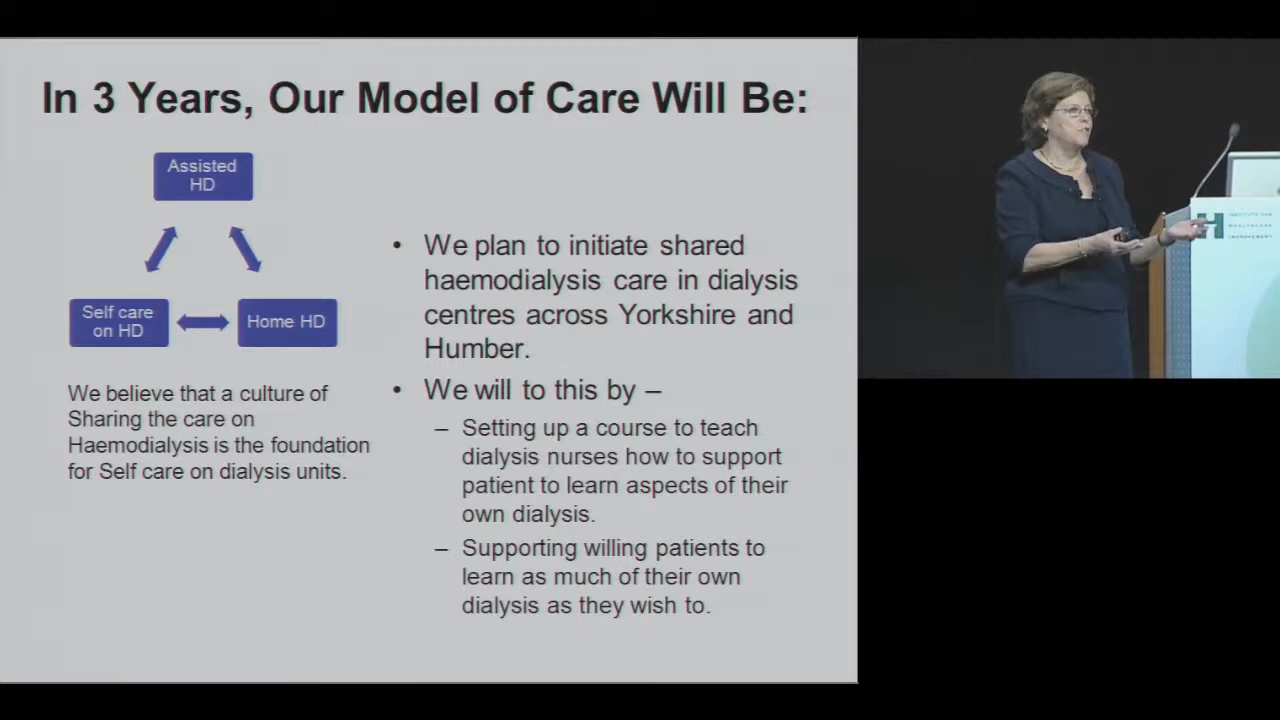 In 3 Years, Our Model of Care Will Be:
Assisted
HD
Self care
on HD
Home HD
We believe that a culture of
Sharing the care on
Haemodialysis is the foundation
for Self care on dialysis units.
• We plan to initiate shared
haemodialysis care in dialysis
centres across Yorkshire and
Humber.
• We will to this by –
– Setting up a course to teach
dialysis nurses how to support
patient to learn aspects of their
own dialysis.
– Supporting willing patients to
learn as much of their own
dialysis as they wish to.
INSTITUTE FOR
HEALTHCARE
IMPROVEMENT